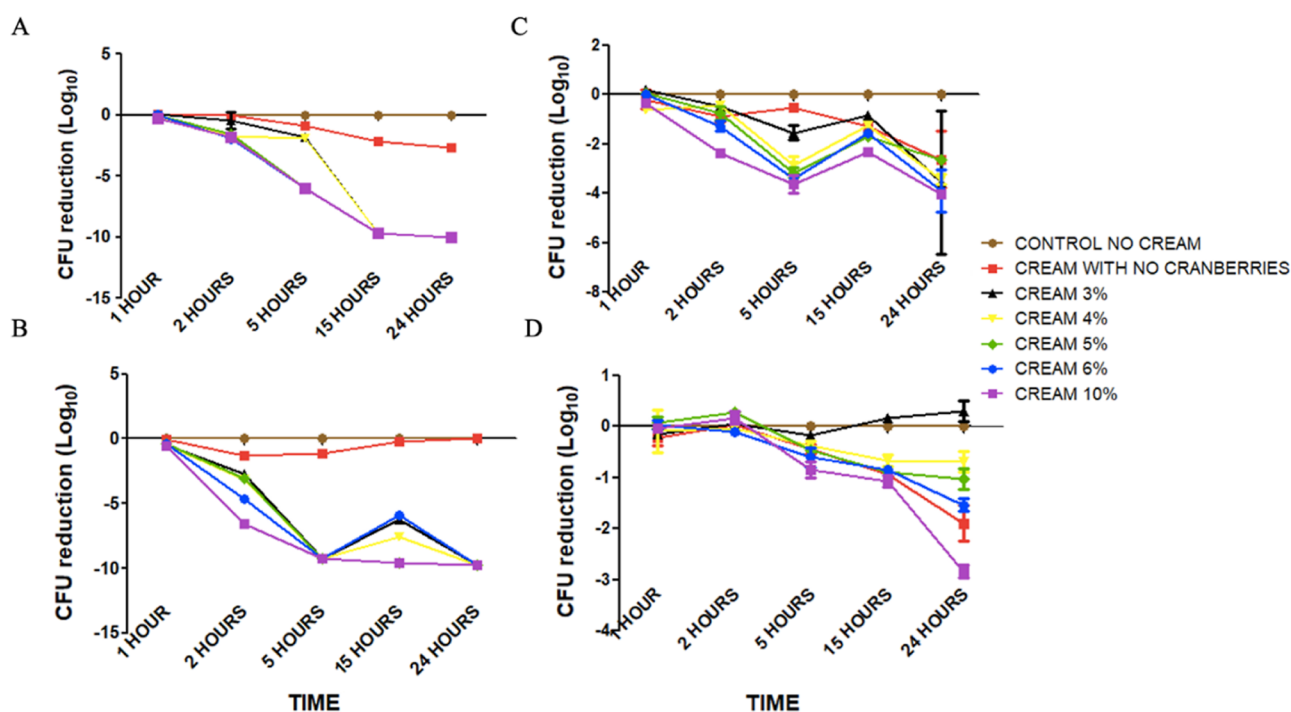 A
CFU reduction (Log10)
5
0
-5
-10
-15
1 HOUR
2 HOURS
5 HOURS
15 HOURS
24 HOURS
C
CFU reduction (Log10)
2
0
-2
-4
-6
-8
1 HOUR
2 HOURS
5 HOURS
15 HOURS
24 HOURS
CONTROL NO CREAM
CREAM WITH NO CRANBERRIES
CREAM 3%
CREAM 4%
CREAM 5%
CREAM 6%
CREAM 10%
B
CFU reduction (Log10)
5
0
-5
-10
-15
1 HOUR
2 HOURS
5 HOURS
15 HOURS
24 HOURS
TIME
D
CFU reduction (Log10)
1
0
-1
-2
-3
-4
1 HOUR
2 HOURS
5 HOURS
15 HOURS
24 HOURS
TIME